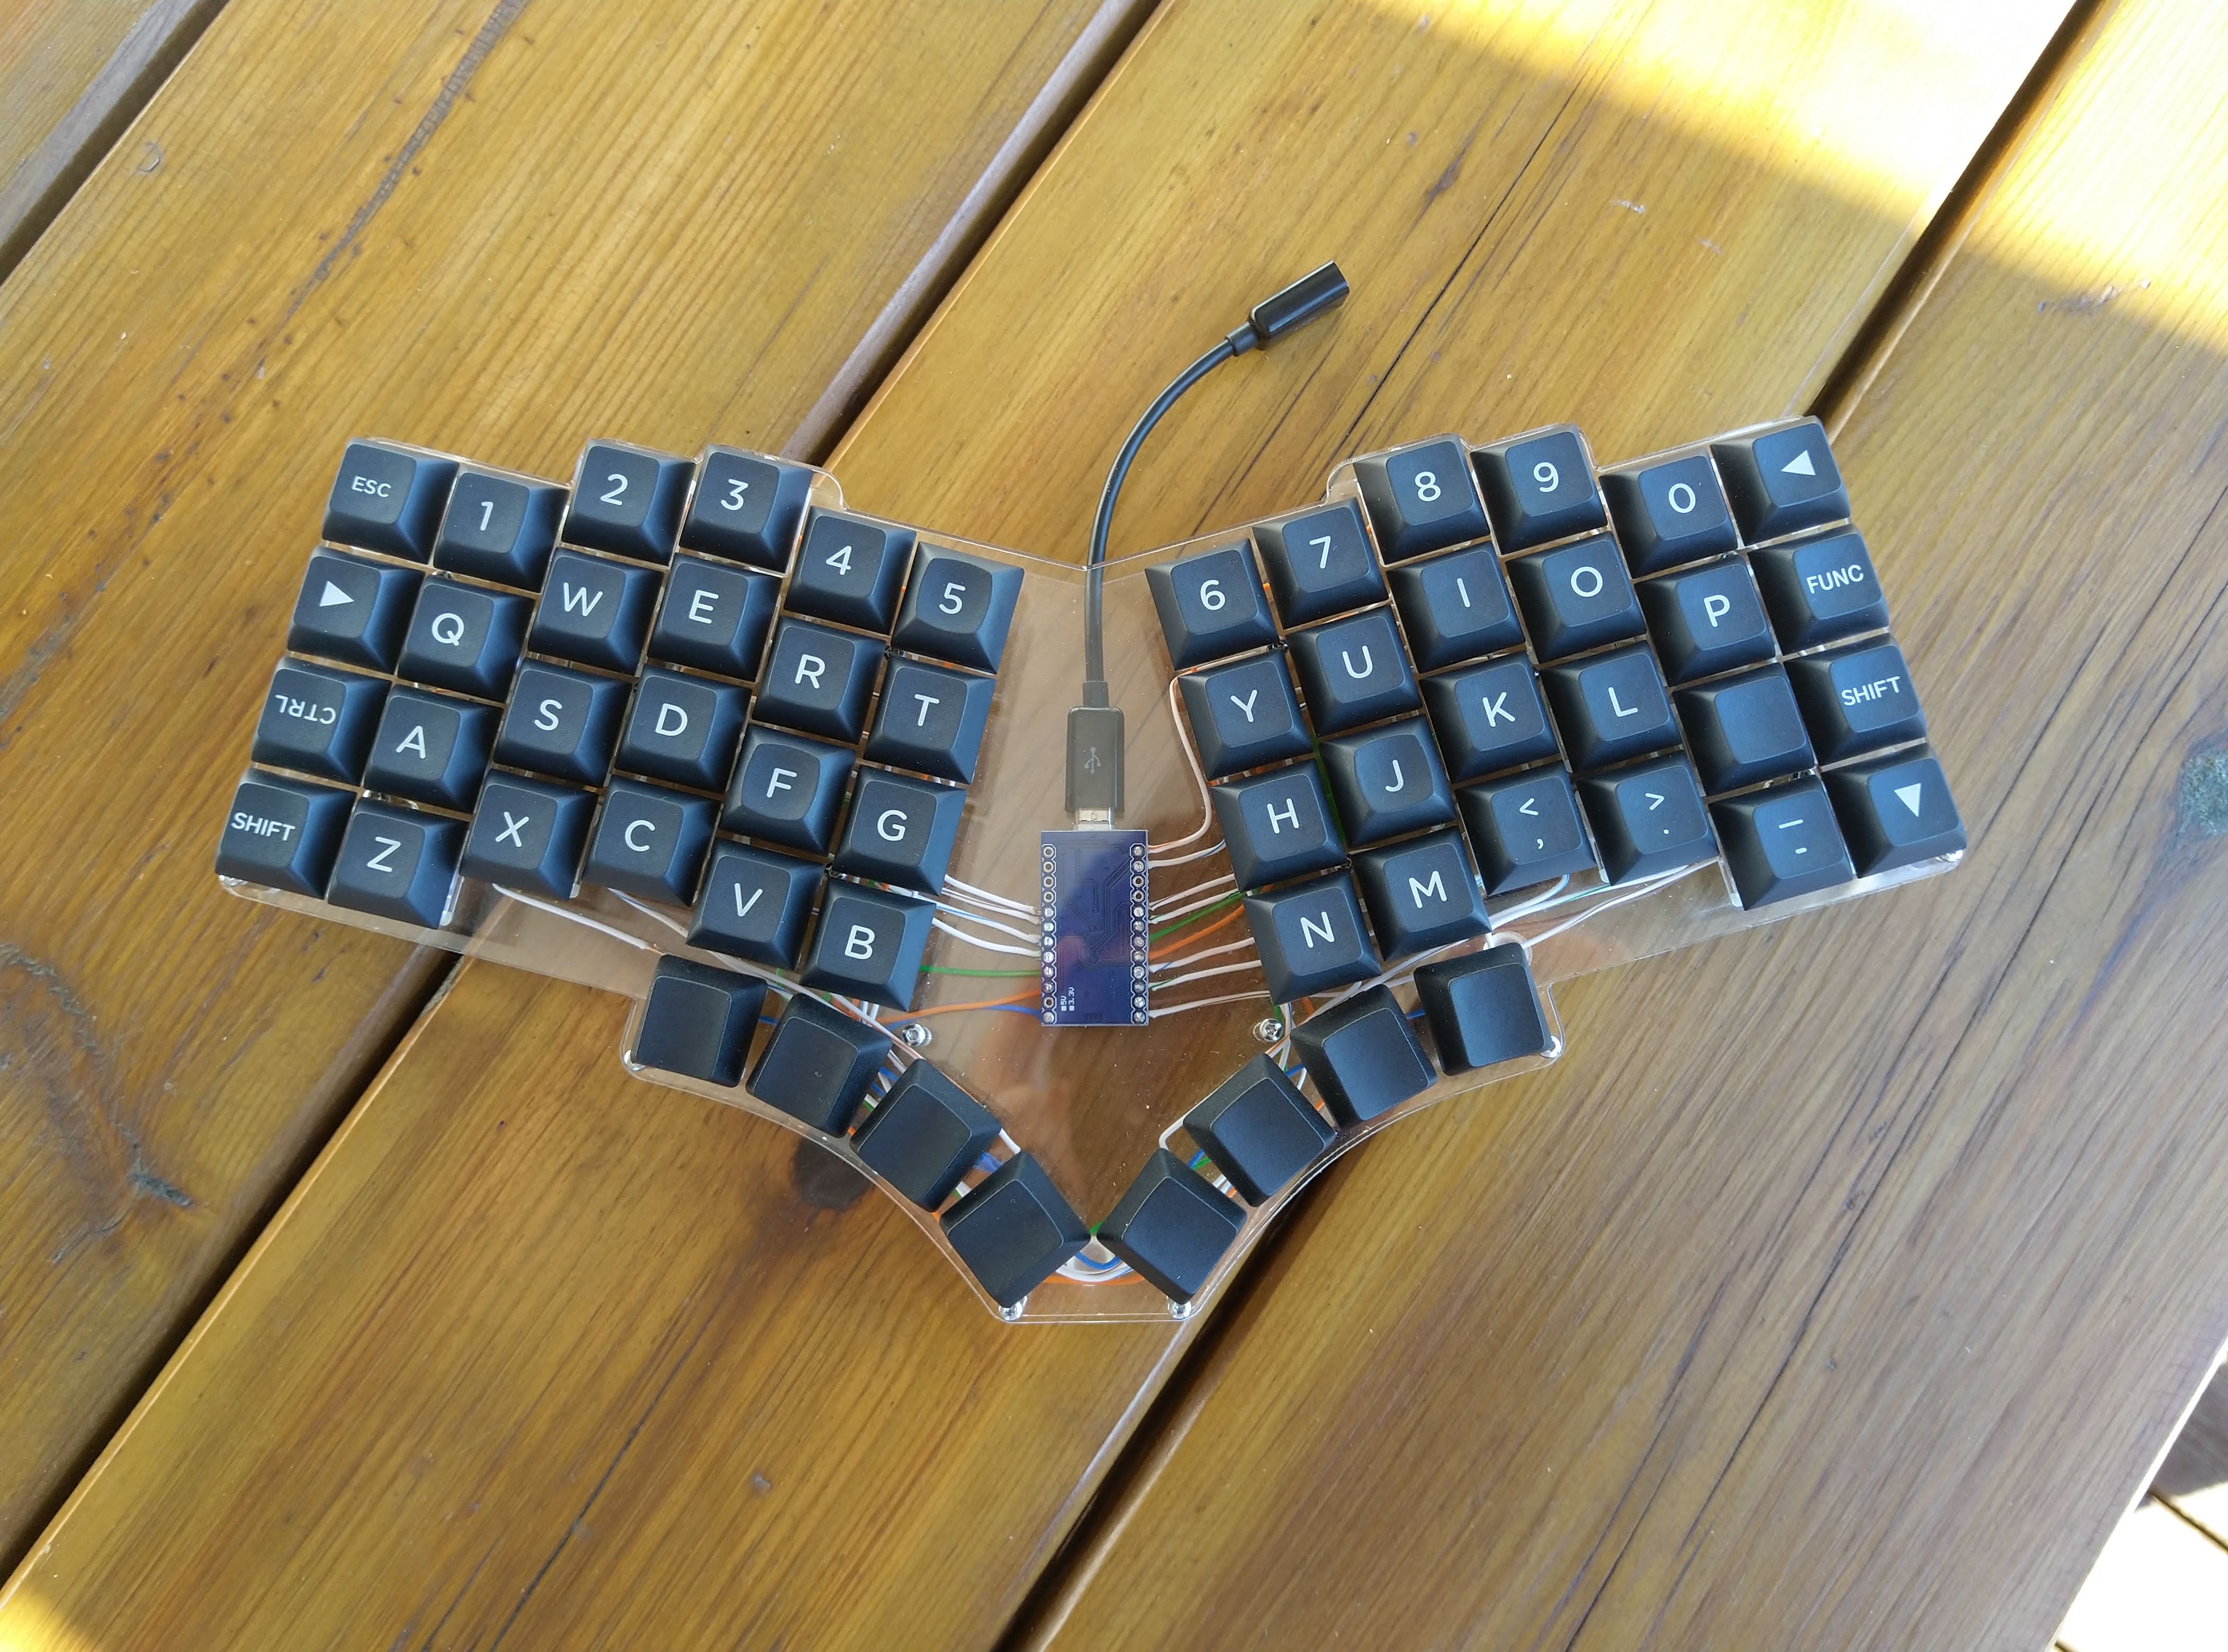 ESC 1 2 3 4 5 6 7 8 9 0 ◀
▶ Q W E R T Y U I O P FUNC
CTRL A S D F G H J K L SHIFT
SHIFT Z X C V B N M < , > . — - ▼
5V
3.3V